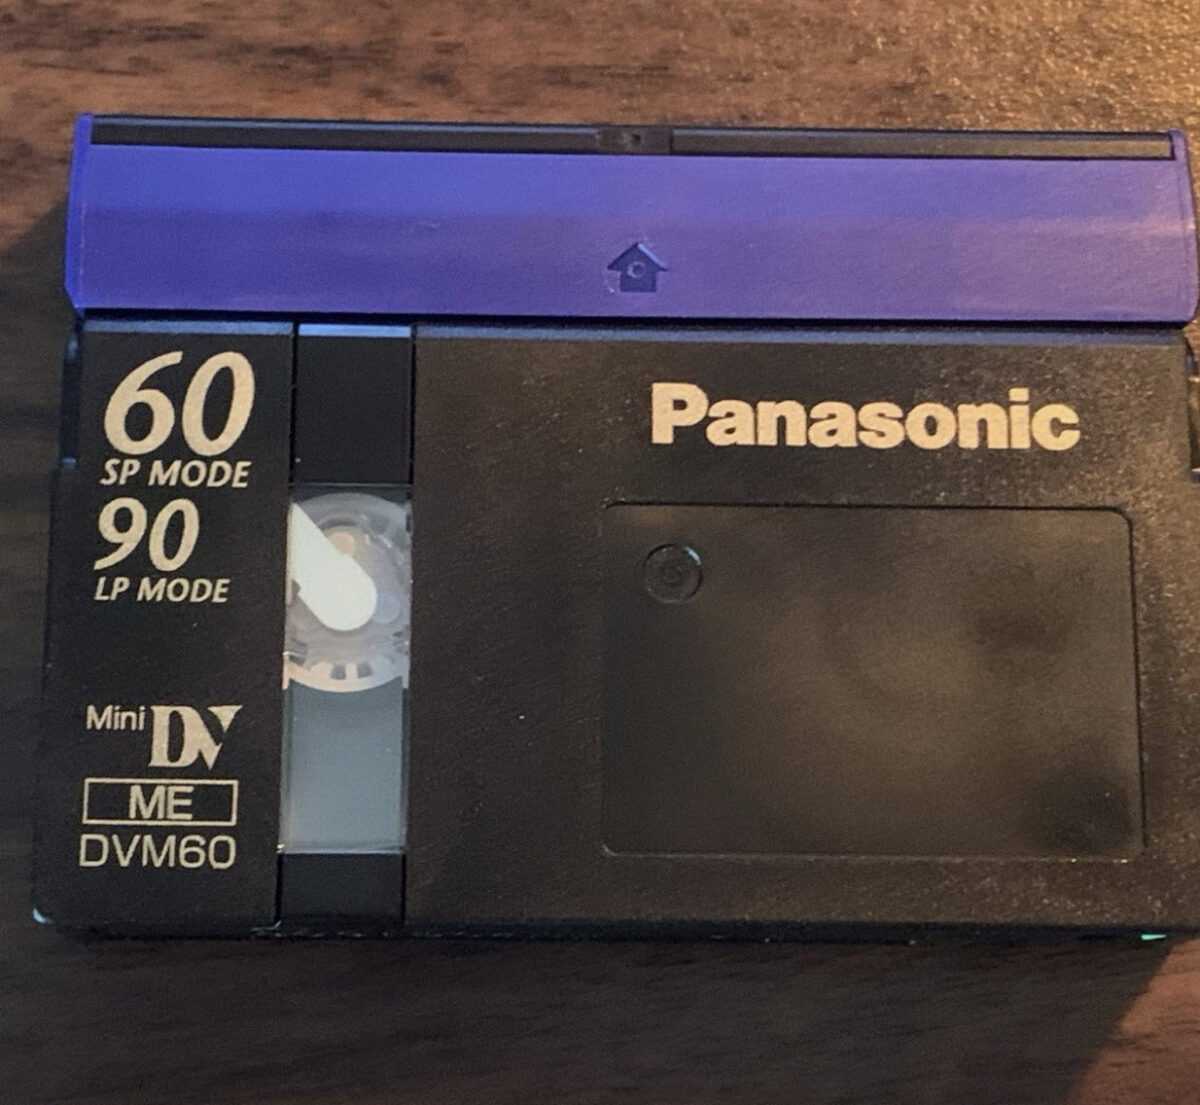 60
SP MODE
90
LP MODE
Panasonic
Mini DV
ME
DVM60
C